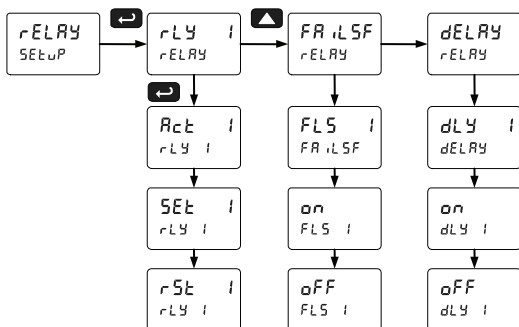 rELAY
SEtuP
rLY 1
rELAY
FAiLSF
rELAY
dELAY
rELAY
Act 1
rLY 1
FLS 1
FAiLSF
dLY 1
dELAY
SEt 1
rLY 1
on
FLS 1
on
dLY 1
rSt 1
rLY 1
oFF
FLS 1
oFF
dLY 1